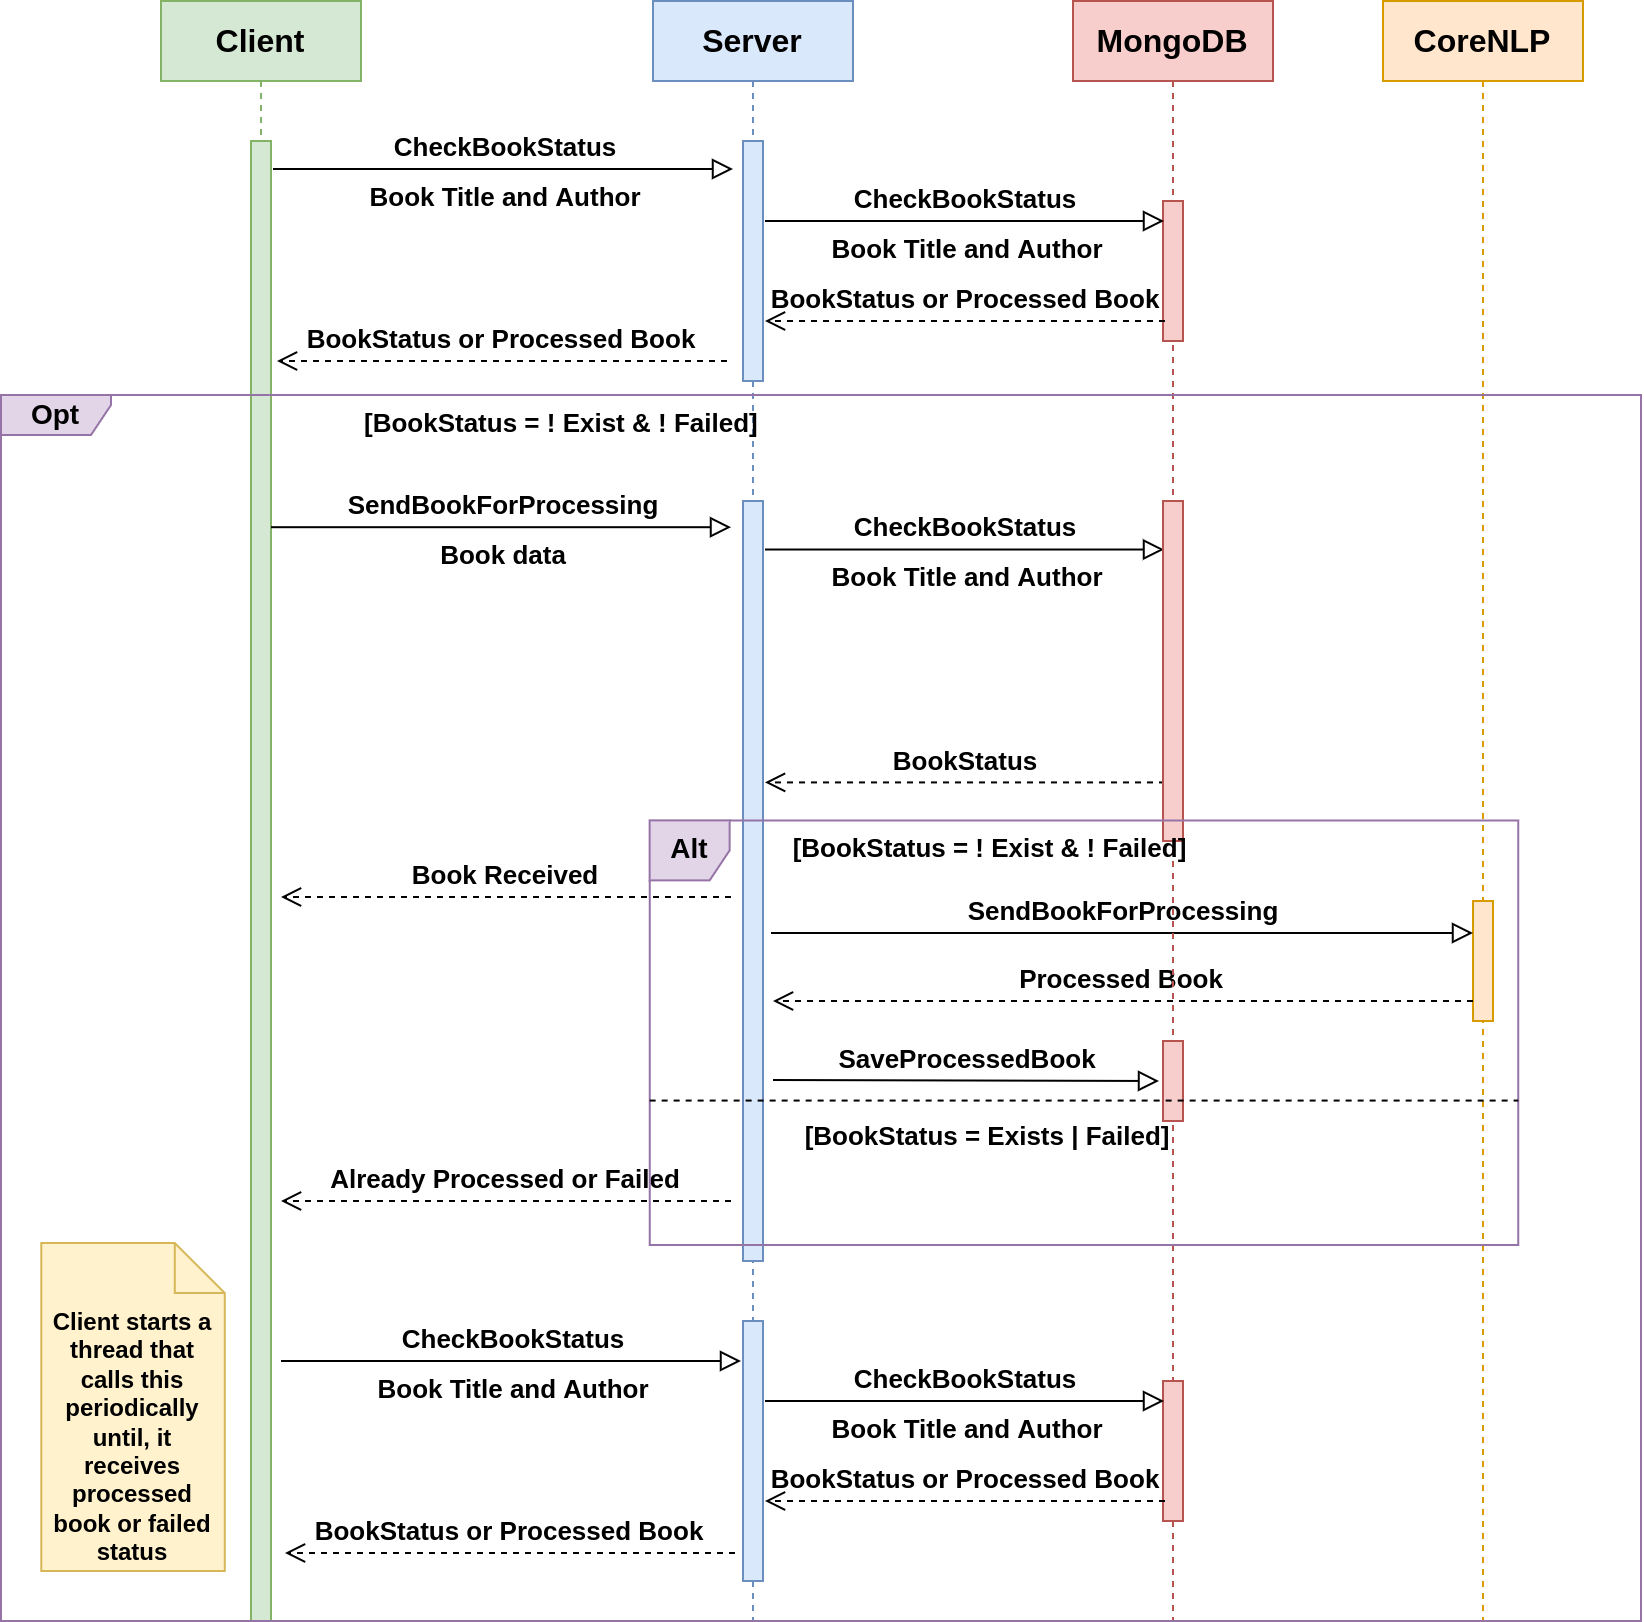 Client
Server
MongoDB
CoreNLP
CheckBookStatus
Book Title and Author
CheckBookStatus
Book Title and Author
BookStatus or Processed Book
BookStatus or Processed Book
Opt
[BookStatus = ! Exist & ! Failed]
SendBookForProcessing
Book data
CheckBookStatus
Book Title and Author
BookStatus
Alt
[BookStatus = ! Exist & ! Failed]
Book Received
SendBookForProcessing
Processed Book
SaveProcessedBook
[BookStatus = Exists | Failed]
Already Processed or Failed
Client starts a
thread that
calls this
periodically
until, it
receives
processed
book or failed
status
CheckBookStatus
Book Title and Author
CheckBookStatus
Book Title and Author
BookStatus or Processed Book
BookStatus or Processed Book